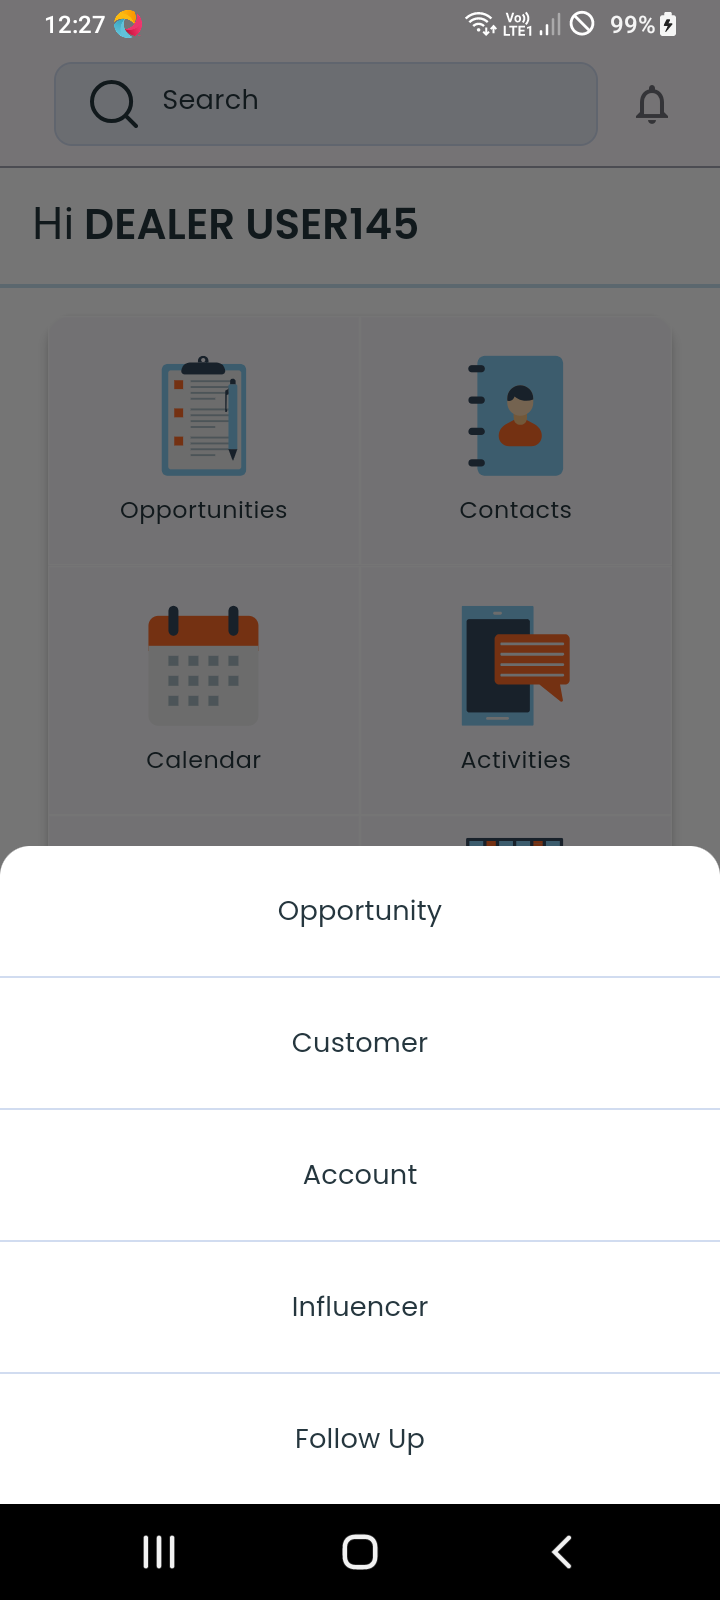 12:27
Vo)) LTE1 99%
Search
Hi DEALER USER145
Opportunities Contacts
Calendar Activities
Opportunity
Customer
Account
Influencer
Follow Up